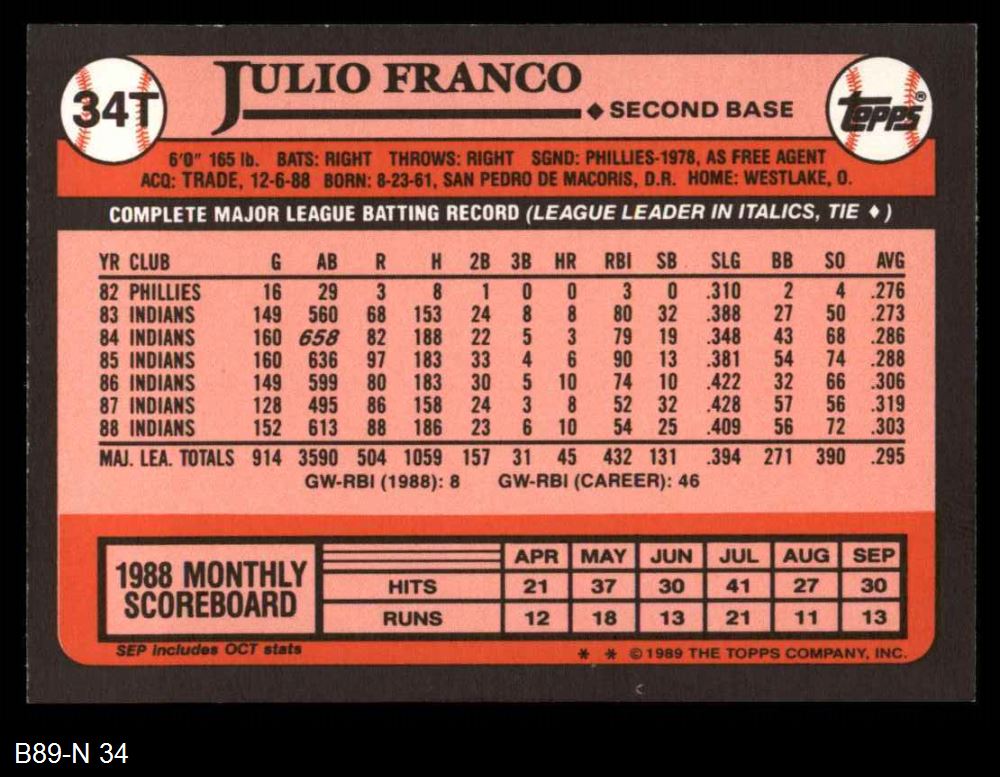 34T
JULIO FRANCO
◆ SECOND BASE
TOPPS®
6'0" 165 lb. BATS: RIGHT THROWS: RIGHT SGND: PHILLIES-1978, AS FREE AGENT
ACQ: TRADE, 12-6-88 BORN: 8-23-61, SAN PEDRO DE MACORIS, D.R. HOME: WESTLAKE, O.
COMPLETE MAJOR LEAGUE BATTING RECORD (LEAGUE LEADER IN ITALICS, TIE ◆)
YR CLUB G AB R H 2B 3B HR RBI SB SLG BB SO AVG
82 PHILLIES 16 29 3 8 1 0 0 3 0 .310 2 4 .276
83 INDIANS 149 560 68 153 24 8 8 80 32 .388 27 50 .273
84 INDIANS 160 658 82 188 22 5 3 79 19 .348 43 68 .286
85 INDIANS 160 636 97 183 33 4 6 90 13 .381 54 74 .288
86 INDIANS 149 599 80 183 30 5 10 74 10 .422 32 66 .306
87 INDIANS 128 495 86 158 24 3 8 52 32 .428 57 56 .319
88 INDIANS 152 613 88 186 23 6 10 54 25 .409 56 72 .303
MAJ. LEA. TOTALS 914 3590 504 1059 157 31 45 432 131 .394 271 390 .295
GW-RBI (1988): 8 GW-RBI (CAREER): 46
1988 MONTHLY
SCOREBOARD
APR MAY JUN JUL AUG SEP
HITS 21 37 30 41 27 30
RUNS 12 18 13 21 11 13
SEP includes OCT stats
* * © 1989 THE TOPPS COMPANY, INC.
C
B89-N 34